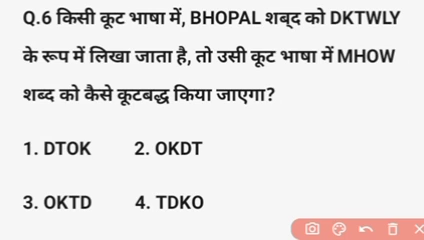 Q.6 किसी कूट भाषा में, BHOPAL शब्द को DKTWLY
के रूप में लिखा जाता है, तो उसी कूट भाषा में MHOW
शब्द को कैसे कूटबद्ध किया जाएगा?
1. DTOK 2. OKDT
3. OKTD 4. TDKO